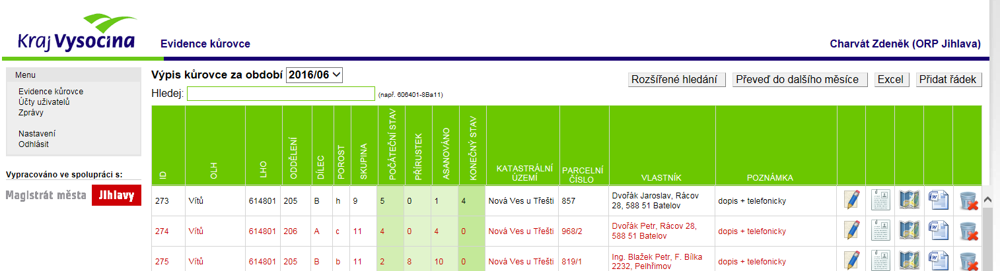 Kraj Vysočina
Evidence kůrovce
Charvát Zdeněk (ORP Jihlava)
Menu
Evidence kůrovce
Účty uživatelů
Zprávy
Nastavení
Odhlásit
Vypracováno ve spolupráci s:
Magistrát města Jihlavy
Výpis kůrovce za období 2016/06
Rozšířené hledání Převeď do dalšího měsíce Excel Přidat řádek
Hledej: (např. 606401-8Ba11)
ID OLH LHO ODDĚLENÍ DÍLEC POROST SKUPINA POČÁTEČNÍ STAV PŘÍRUSTEK ASANOVÁNO KONEČNÝ STAV KATASTRÁLNÍ ÚZEMÍ PARCELNÍ ČÍSLO VLASTNÍK POZNÁMKA
273 Vítů 614801 205 B h 9 5 0 1 4 Nová Ves u Třešti 857 Dvořák Jaroslav, Rácov 28, 588 51 Batelov dopis + telefonicky
274 Vítů 614801 206 A c 11 4 0 4 0 Nová Ves u Třešti 968/2 Dvořák Petr, Rácov 28, 588 51 Batelov dopis + telefonicky
275 Vítů 614801 205 B b 11 2 8 10 0 Nová Ves u Třešti 819/1 Ing. Blažek Petr, F. Bílka 2232, Pelhřimov dopis + telefonicky